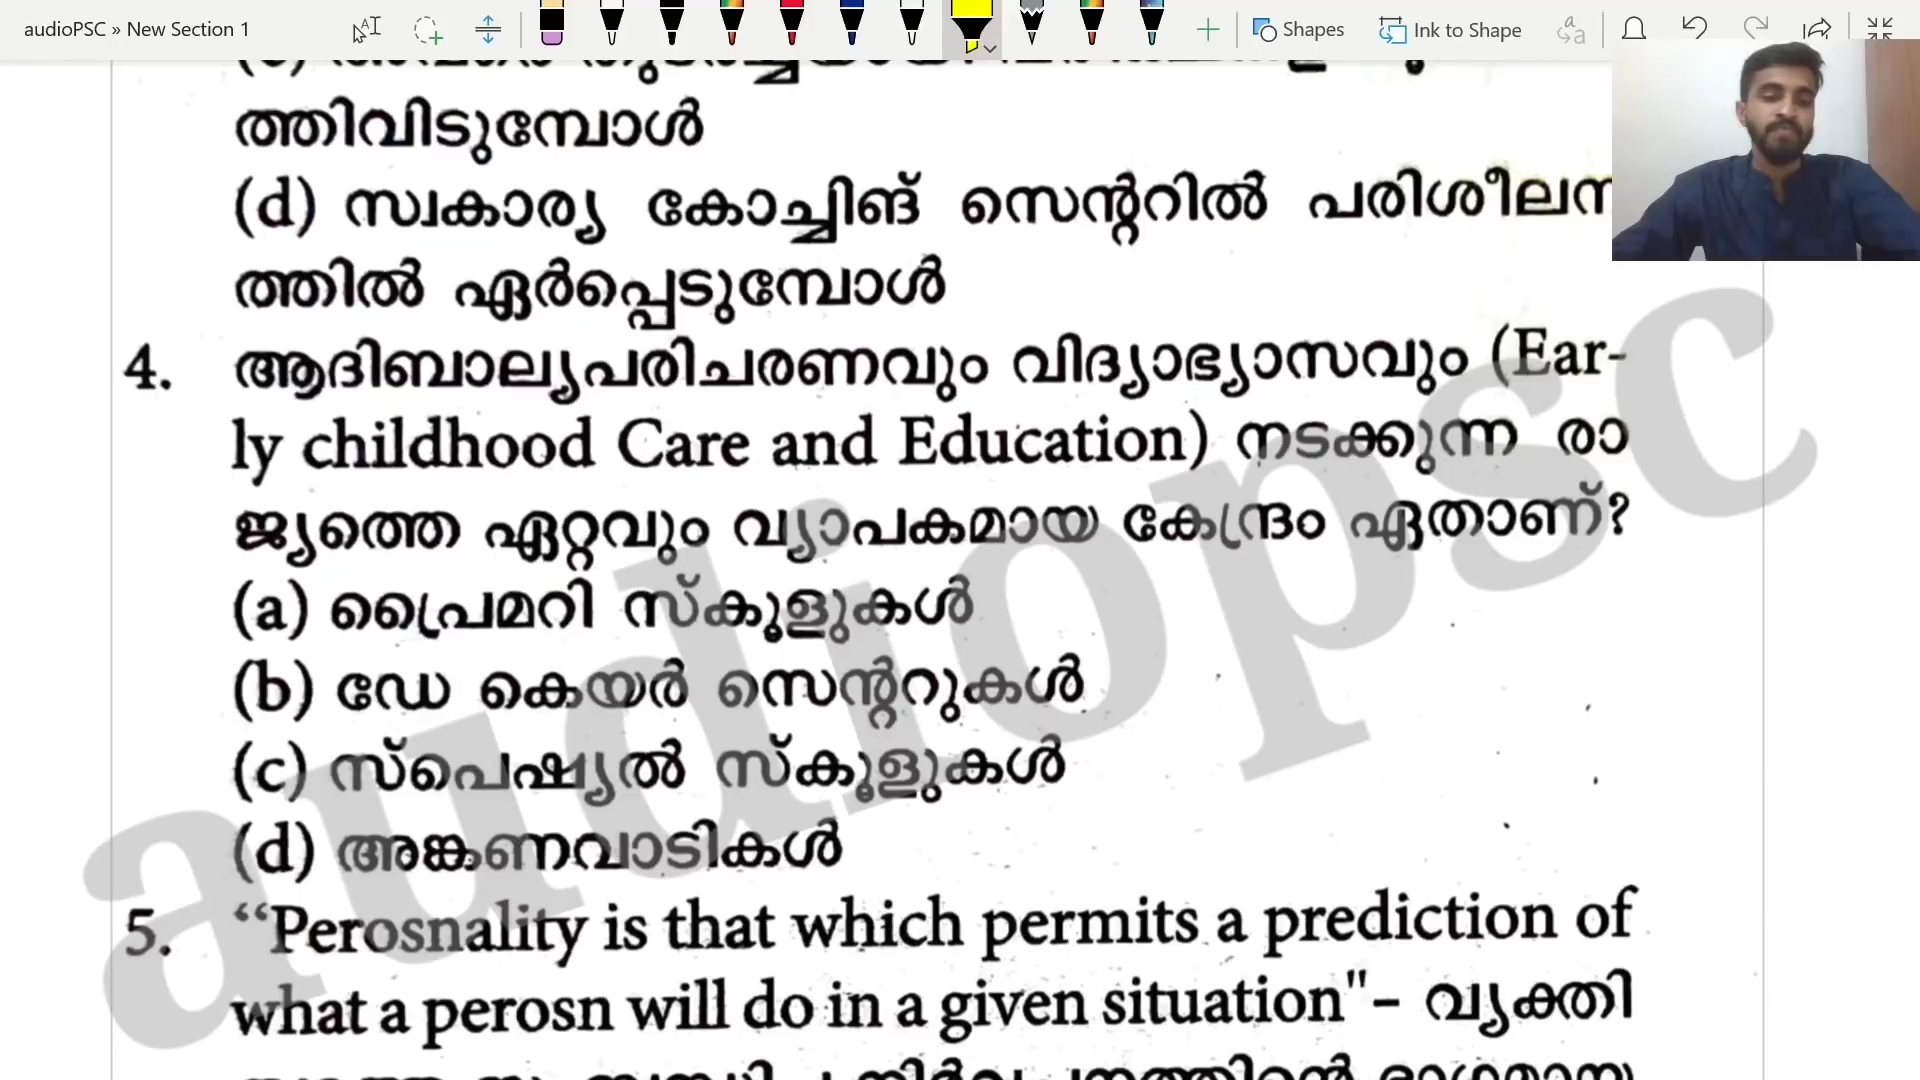 audioPSC » New Section 1
Shapes
Ink to Shape
ത്തിവിടുമ്പോൾ
(d) സ്വകാര്യ കോച്ചിങ് സെന്ററിൽ പരിശീലന
ത്തിൽ ഏർപ്പെടുമ്പോൾ
4. ആദിബാല്യപരിചരണവും വിദ്യാഭ്യാസവും (Ear-
ly childhood Care and Education) നടക്കുന്ന രാ
ജ്യത്തെ ഏറ്റവും വ്യാപകമായ കേന്ദ്രം ഏതാണ്?
(a) പ്രൈമറി സ്കൂളുകൾ
(b) ഡേ കെയർ സെന്ററുകൾ
(c) സ്പെഷ്യൽ സ്കൂളുകൾ
(d) അങ്കണവാടികൾ
5. “Perosnality is that which permits a prediction of
what a perosn will do in a given situation"– വ്യക്തി
audiopsc